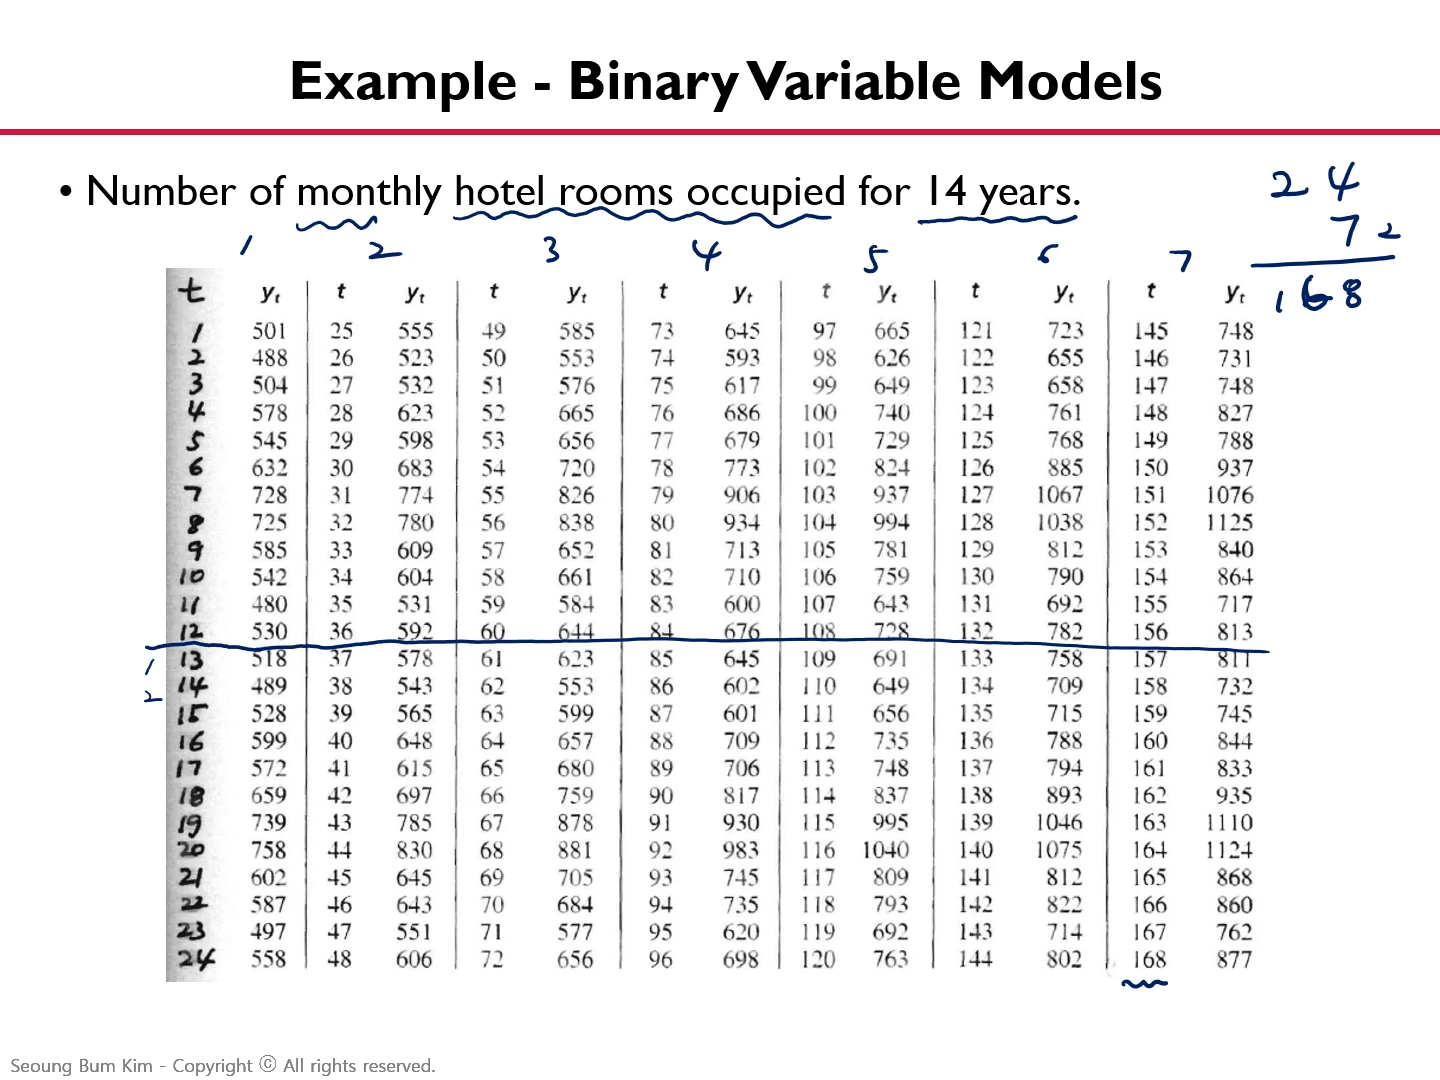 Example - Binary Variable Models
• Number of monthly hotel rooms occupied for 14 years.
24
7 2
168
1 2 3 4 5 6 7
t yt t yt t yt t yt t yt t yt t yt
1 501 25 555 49 585 73 645 97 665 121 723 145 748
2 488 26 523 50 553 74 593 98 626 122 655 146 731
3 504 27 532 51 576 75 617 99 649 123 658 147 748
4 578 28 623 52 665 76 686 100 740 124 761 148 827
5 545 29 598 53 656 77 679 101 729 125 768 149 788
6 632 30 683 54 720 78 773 102 824 126 885 150 937
7 728 31 774 55 826 79 906 103 937 127 1067 151 1076
8 725 32 780 56 838 80 934 104 994 128 1038 152 1125
9 585 33 609 57 652 81 713 105 781 129 812 153 840
10 542 34 604 58 661 82 710 106 759 130 790 154 864
11 480 35 531 59 584 83 600 107 643 131 692 155 717
12 530 36 592 60 644 84 676 108 728 132 782 156 813
1 13 518 37 578 61 623 85 645 109 691 133 758 157 811
2 14 489 38 543 62 553 86 602 110 649 134 709 158 732
15 528 39 565 63 599 87 601 111 656 135 715 159 745
16 599 40 648 64 657 88 709 112 735 136 788 160 844
17 572 41 615 65 680 89 706 113 748 137 794 161 833
18 659 42 697 66 759 90 817 114 837 138 893 162 935
19 739 43 785 67 878 91 930 115 995 139 1046 163 1110
20 758 44 830 68 881 92 983 116 1040 140 1075 164 1124
21 602 45 645 69 705 93 745 117 809 141 812 165 868
22 587 46 643 70 684 94 735 118 793 142 822 166 860
23 497 47 551 71 577 95 620 119 692 143 714 167 762
24 558 48 606 72 656 96 698 120 763 144 802 168 877
Seoung Bum Kim - Copyright © All rights reserved.